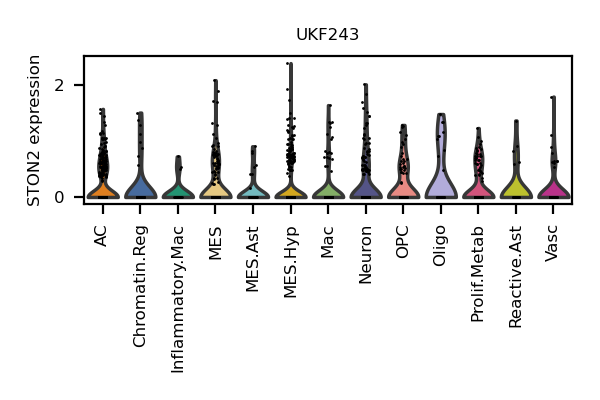 UKF243
STON2 expression
2
0
AC
Chromatin.Reg
Inflammatory.Mac
MES
MES.Ast
MES.Hyp
Mac
Neuron
OPC
Oligo
Prolif.Metab
Reactive.Ast
Vasc